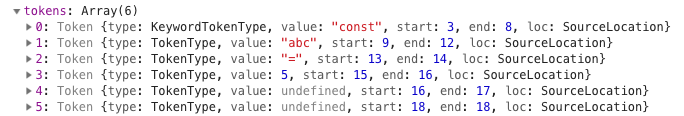 ▼tokens: Array(6)
▶0: Token {type: KeywordTokenType, value: "const", start: 3, end: 8, loc: SourceLocation}
▶1: Token {type: TokenType, value: "abc", start: 9, end: 12, loc: SourceLocation}
▶2: Token {type: TokenType, value: "=", start: 13, end: 14, loc: SourceLocation}
▶3: Token {type: TokenType, value: 5, start: 15, end: 16, loc: SourceLocation}
▶4: Token {type: TokenType, value: undefined, start: 16, end: 17, loc: SourceLocation}
▶5: Token {type: TokenType, value: undefined, start: 18, end: 18, loc: SourceLocation}